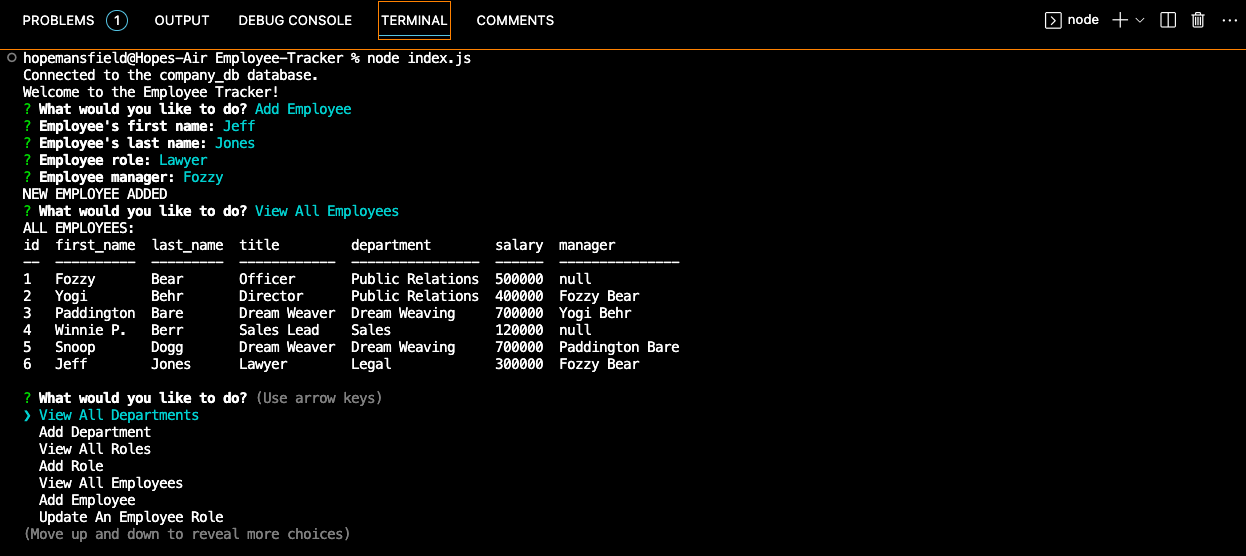 PROBLEMS 1 OUTPUT DEBUG CONSOLE TERMINAL COMMENTS node
hopemansfield@Hopes-Air Employee-Tracker % node index.js
Connected to the company_db database.
Welcome to the Employee Tracker!
? What would you like to do? Add Employee
? Employee's first name: Jeff
? Employee's last name: Jones
? Employee role: Lawyer
? Employee manager: Fozzy
NEW EMPLOYEE ADDED
? What would you like to do? View All Employees
ALL EMPLOYEES:
id  first_name  last_name  title         department        salary  manager
--  ----------  ---------  ------------  ----------------  ------  ---------------
1   Fozzy       Bear       Officer       Public Relations  500000  null
2   Yogi        Behr       Director      Public Relations  400000  Fozzy Bear
3   Paddington  Bare       Dream Weaver  Dream Weaving     700000  Yogi Behr
4   Winnie P.   Berr       Sales Lead    Sales             120000  null
5   Snoop       Dogg       Dream Weaver  Dream Weaving     700000  Paddington Bare
6   Jeff        Jones      Lawyer        Legal             300000  Fozzy Bear
? What would you like to do? (Use arrow keys)
❯ View All Departments
Add Department
View All Roles
Add Role
View All Employees
Add Employee
Update An Employee Role
(Move up and down to reveal more choices)